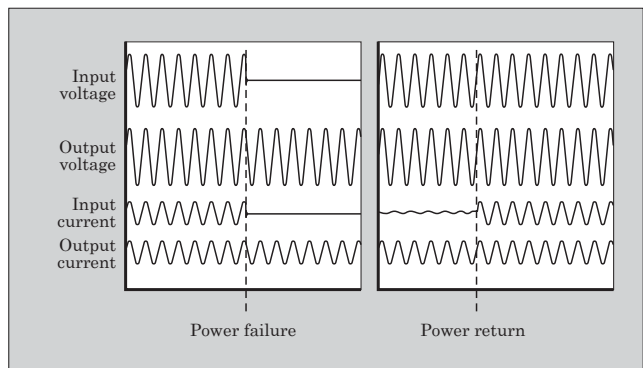 Input
voltage
Output
voltage
Input
current
Output
current
Power failure
Power return